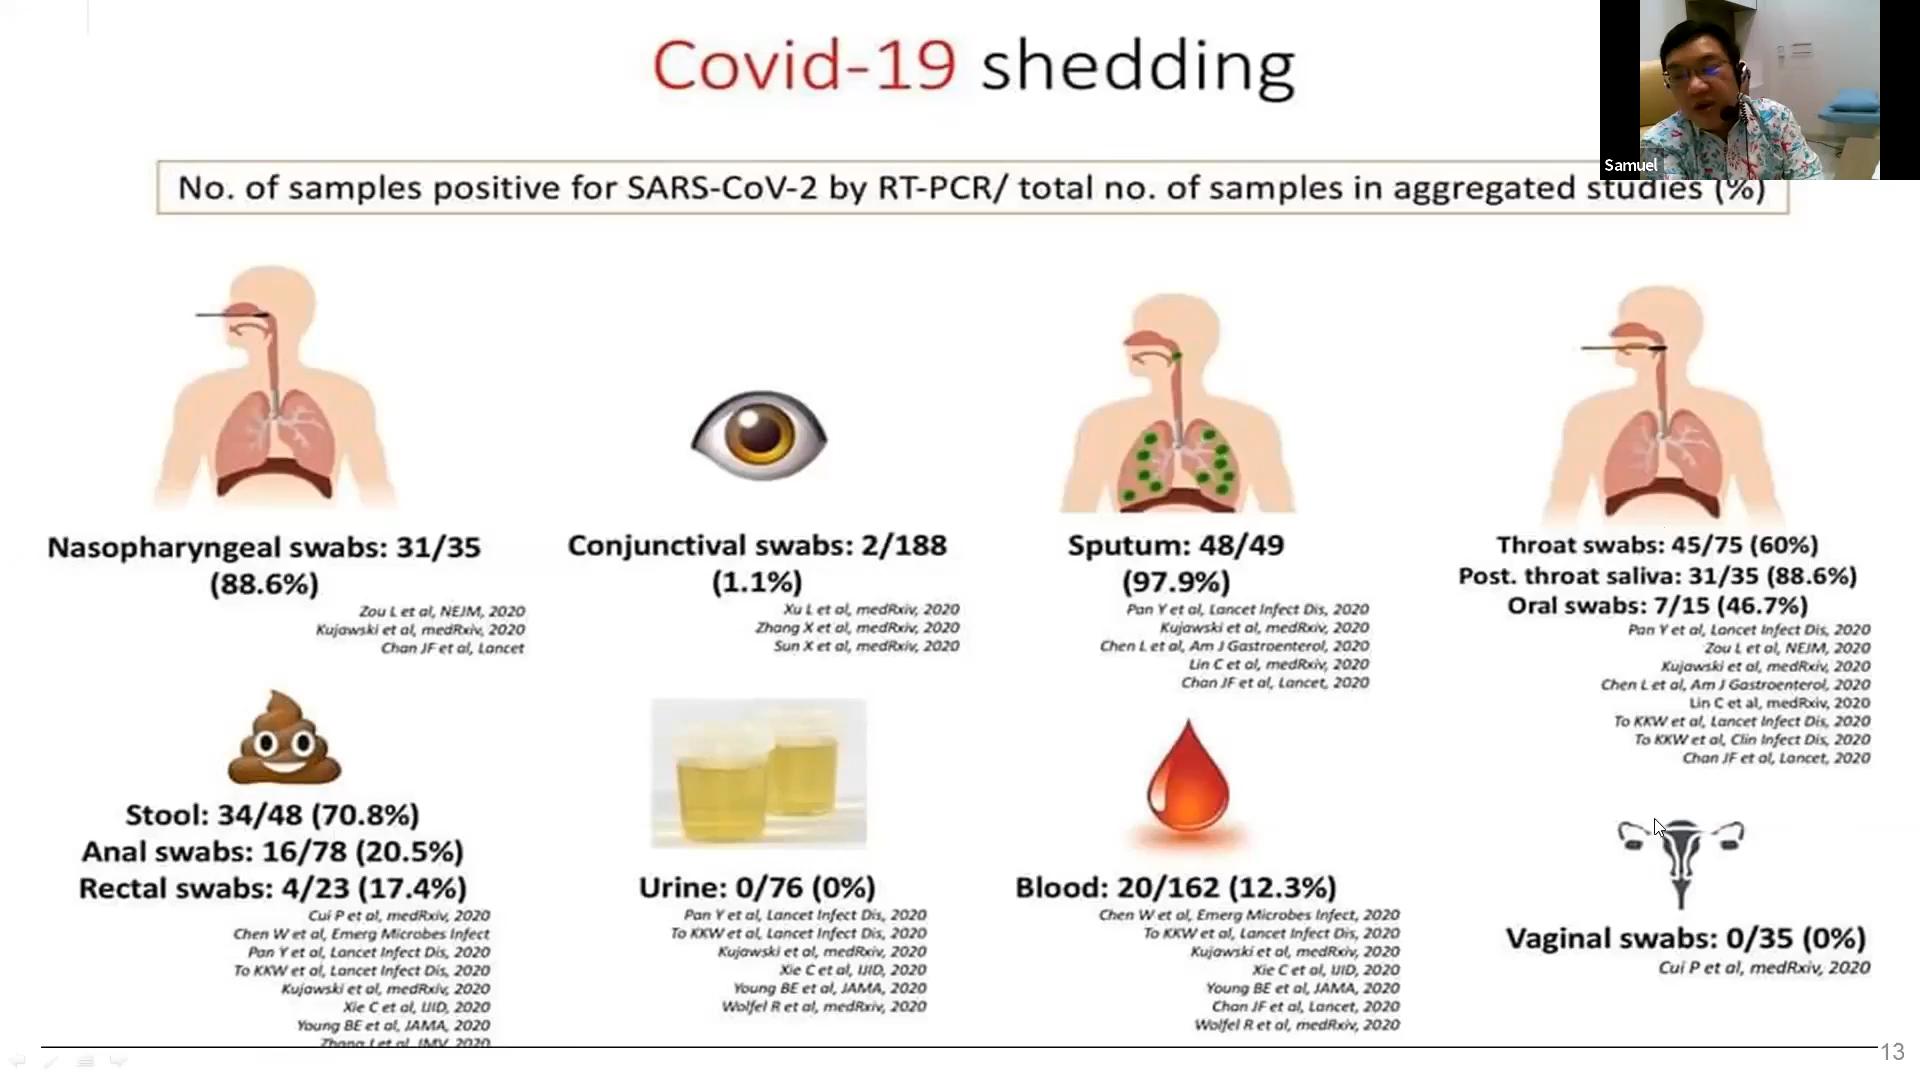 Covid-19 shedding
Samuel
No. of samples positive for SARS-CoV-2 by RT-PCR/ total no. of samples in aggregated studies (%)
Nasopharyngeal swabs: 31/35
(88.6%)
Zou L et al, NEJM, 2020
Kujawski et al, medRxiv, 2020
Chan JF et al, Lancet
Conjunctival swabs: 2/188
(1.1%)
Xu L et al, medRxiv, 2020
Zhang X et al, medRxiv, 2020
Sun X et al, medRxiv, 2020
Sputum: 48/49
(97.9%)
Pan Y et al, Lancet Infect Dis, 2020
Kujawski et al, medRxiv, 2020
Chen L et al, Am J Gastroenterol, 2020
Lin C et al, medRxiv, 2020
Chan JF et al, Lancet, 2020
Throat swabs: 45/75 (60%)
Post. throat saliva: 31/35 (88.6%)
Oral swabs: 7/15 (46.7%)
Pan Y et al, Lancet Infect Dis, 2020
Zou L et al, NEJM, 2020
Kujawski et al, medRxiv, 2020
Chen L et al, Am J Gastroenterol, 2020
Lin C et al, medRxiv, 2020
To KKW et al, Lancet Infect Dis, 2020
To KKW et al, Clin Infect Dis, 2020
Chan JF et al, Lancet, 2020
Stool: 34/48 (70.8%)
Anal swabs: 16/78 (20.5%)
Rectal swabs: 4/23 (17.4%)
Cui P et al, medRxiv, 2020
Chen W et al, Emerg Microbes Infect
Pan Y et al, Lancet Infect Dis, 2020
To KKW et al, Lancet Infect Dis, 2020
Kujawski et al, medRxiv, 2020
Xie C et al, IJID, 2020
Young BE et al, JAMA, 2020
Zhang J et al, JMV, 2020
Urine: 0/76 (0%)
Pan Y et al, Lancet Infect Dis, 2020
To KKW et al, Lancet Infect Dis, 2020
Kujawski et al, medRxiv, 2020
Xie C et al, IJID, 2020
Young BE et al, JAMA, 2020
Wolfel R et al, medRxiv, 2020
Blood: 20/162 (12.3%)
Chen W et al, Emerg Microbes Infect, 2020
To KKW et al, Lancet Infect Dis, 2020
Kujawski et al, medRxiv, 2020
Xie C et al, IJID, 2020
Young BE et al, JAMA, 2020
Chan JF et al, Lancet, 2020
Wolfel R et al, medRxiv, 2020
Vaginal swabs: 0/35 (0%)
Cui P et al, medRxiv, 2020
13